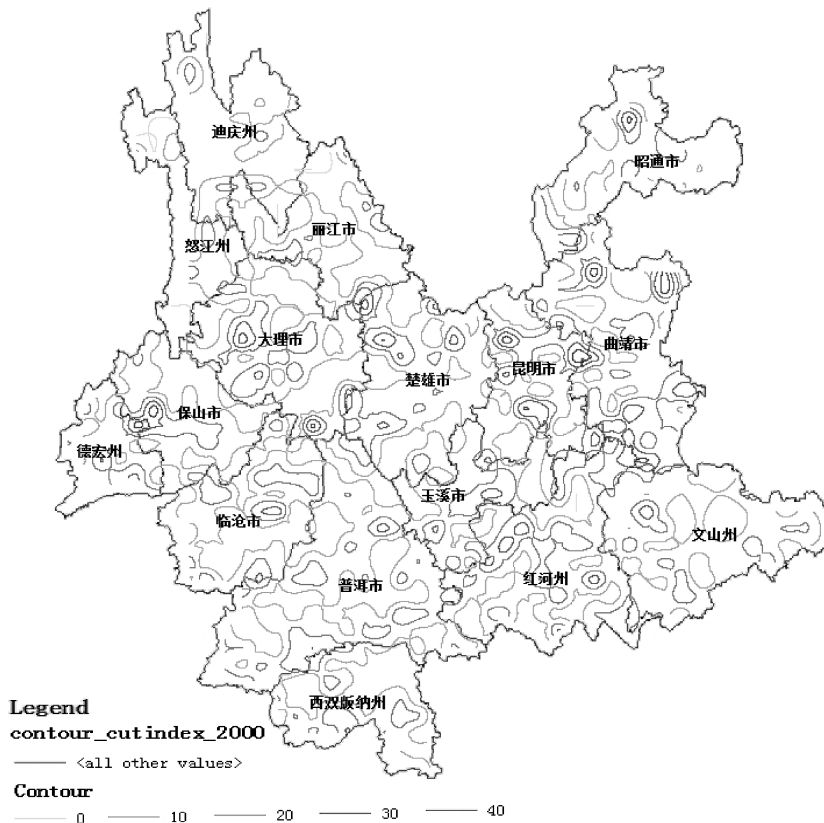 迪庆州
昭通市
丽江市
怒江州
大理市
曲靖市
昆明市
楚雄市
保山市
德宏州
玉溪市
临沧市
文山州
红河州
普洱市
西双版纳州
Legend
contour_cutindex_2000
<all other values>
Contour
0 10 20 30 40